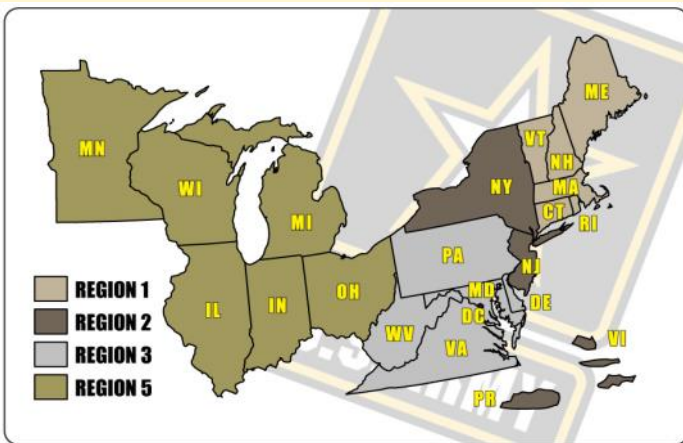 ME
VT
NH
MN
NY
MA
WI
CT
MI
RI
PA
NJ
OH
MD
DE
IL
IN
DC
WV
VA
VI
PR
REGION 1
REGION 2
REGION 3
REGION 5
ARMY